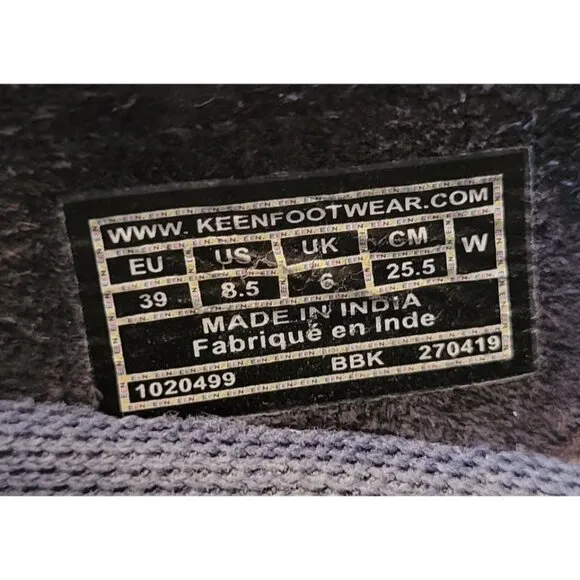 WWW. KEENFOOTWEAR.COM
EU US UK CM W
39 8.5 6 25.5
MADE IN INDIA
Fabriqué en Inde
1020499 BBK 270419